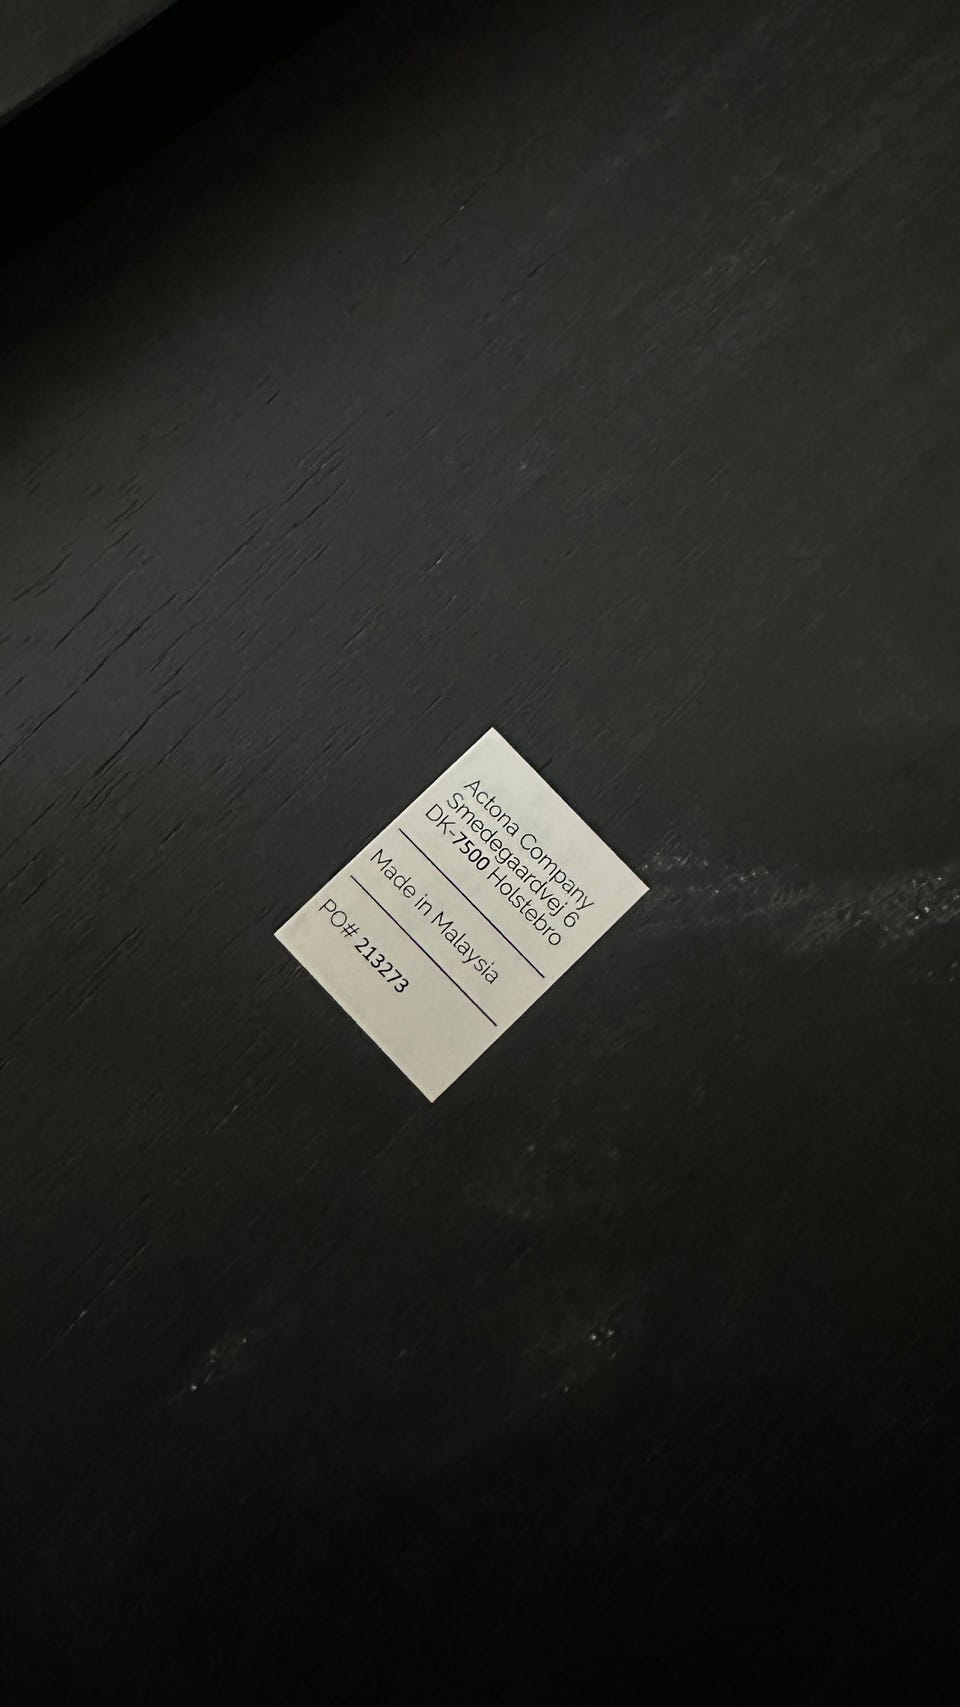 Actona Company
Smedegaardvej 6
DK-7500 Holstebro
Made in Malaysia
PO# 213273